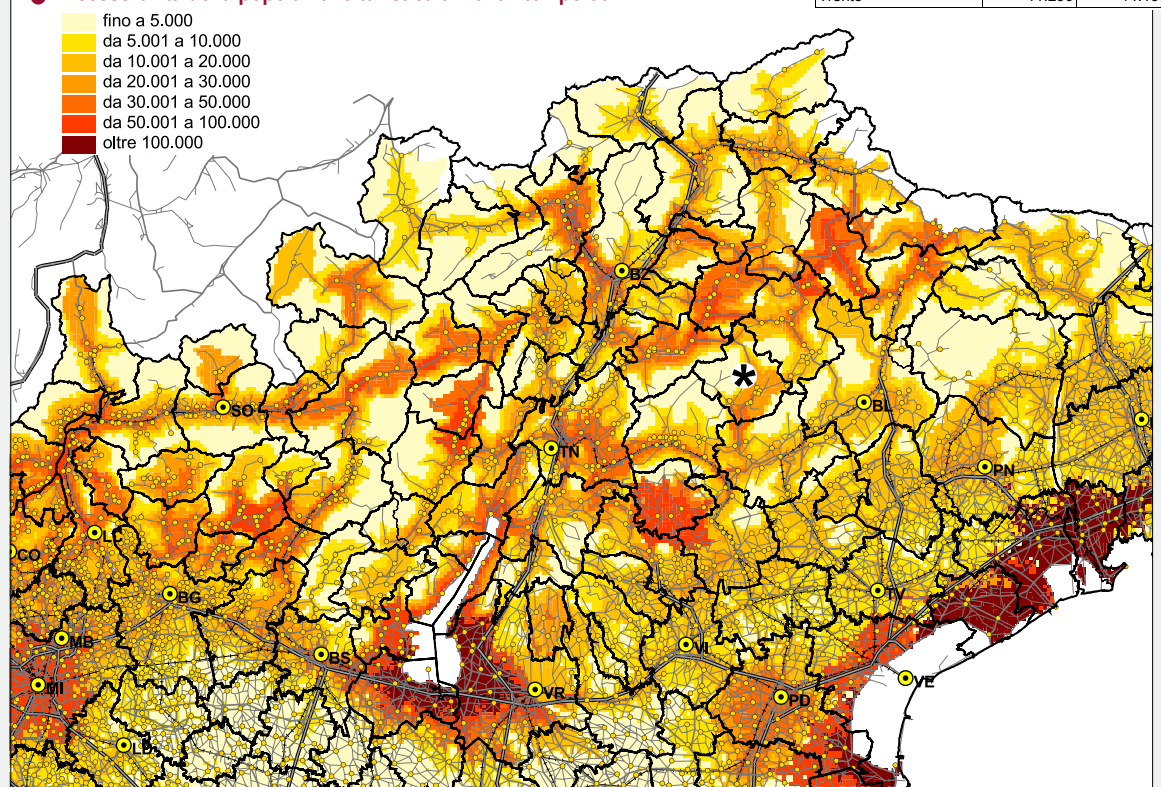 fino a 5.000
da 5.001 a 10.000
da 10.001 a 20.000
da 20.001 a 30.000
da 30.001 a 50.000
da 50.001 a 100.000
oltre 100.000
BZ
*
SO
BL
TN
PN
CO
BG
TV
MB
VI
BS
MI
VR
PD
VE